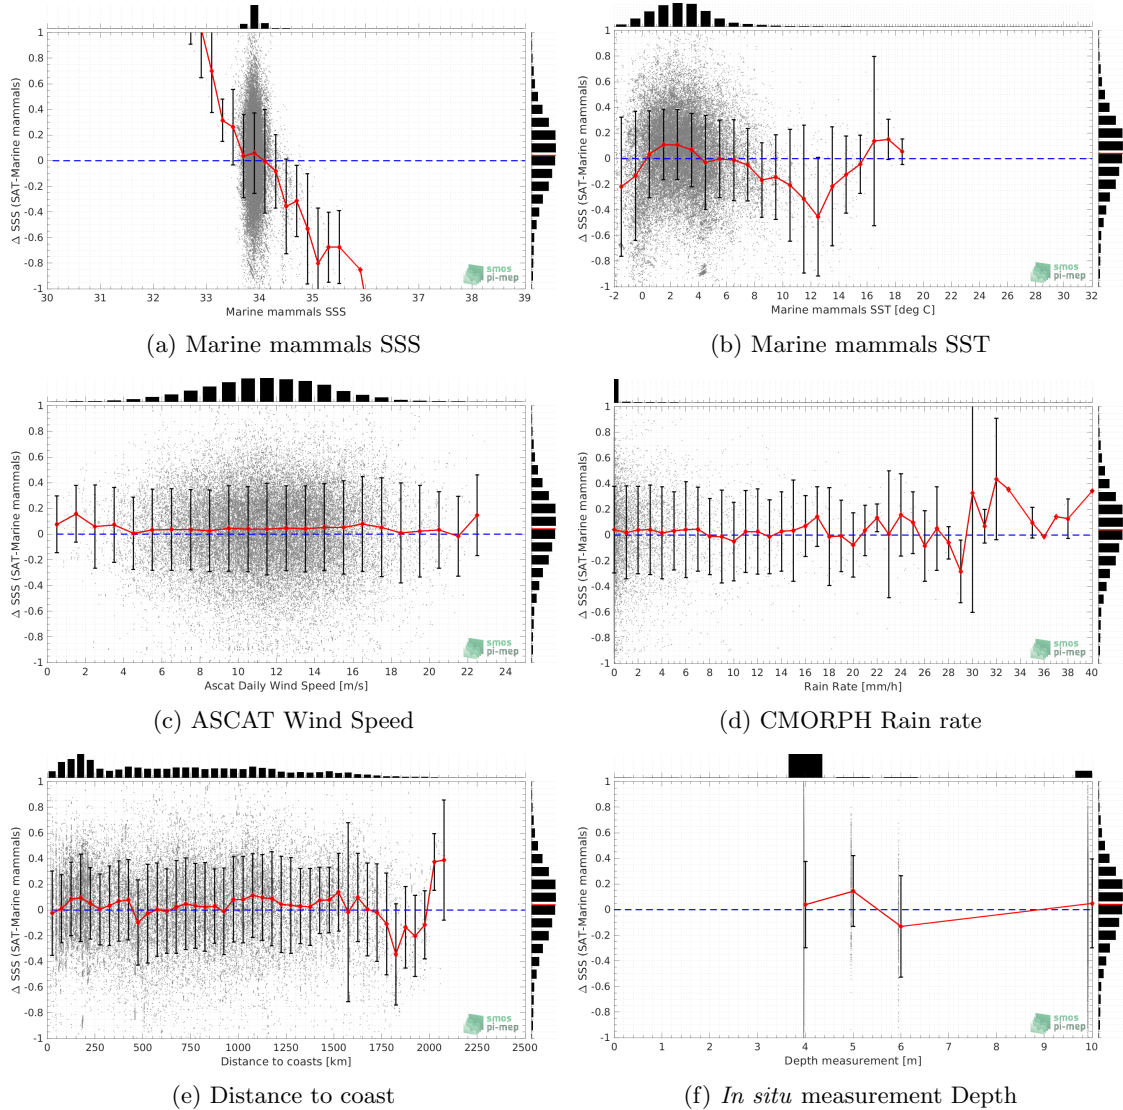 1
0.8
0.6
0.4
0.2
0
-0.2
-0.4
-0.6
-0.8
-1
Δ SSS (SAT-Marine mammals)
30 31 32 33 34 35 36 37 38 39
Marine mammals SSS
smos
pi-mep
(a) Marine mammals SSS
1
0.8
0.6
0.4
0.2
0
-0.2
-0.4
-0.6
-0.8
-1
Δ SSS (SAT-Marine mammals)
-2 0 2 4 6 8 10 12 14 16 18 20 22 24 26 28 30 32
Marine mammals SST [deg C]
smos
pi-mep
(b) Marine mammals SST
1
0.8
0.6
0.4
0.2
0
-0.2
-0.4
-0.6
-0.8
-1
Δ SSS (SAT-Marine mammals)
0 2 4 6 8 10 12 14 16 18 20 22 24
Ascat Daily Wind Speed [m/s]
smos
pi-mep
(c) ASCAT Wind Speed
1
0.8
0.6
0.4
0.2
0
-0.2
-0.4
-0.6
-0.8
-1
Δ SSS (SAT-Marine mammals)
0 2 4 6 8 10 12 14 16 18 20 22 24 26 28 30 32 34 36 38 40
Rain Rate [mm/h]
smos
pi-mep
(d) CMORPH Rain rate
1
0.8
0.6
0.4
0.2
0
-0.2
-0.4
-0.6
-0.8
-1
Δ SSS (SAT-Marine mammals)
0 250 500 750 1000 1250 1500 1750 2000 2250 2500
Distance to coasts [km]
smos
pi-mep
(e) Distance to coast
1
0.8
0.6
0.4
0.2
0
-0.2
-0.4
-0.6
-0.8
-1
Δ SSS (SAT-Marine mammals)
0 1 2 3 4 5 6 7 8 9 10
Depth measurement [m]
smos
pi-mep
(f) In situ measurement Depth